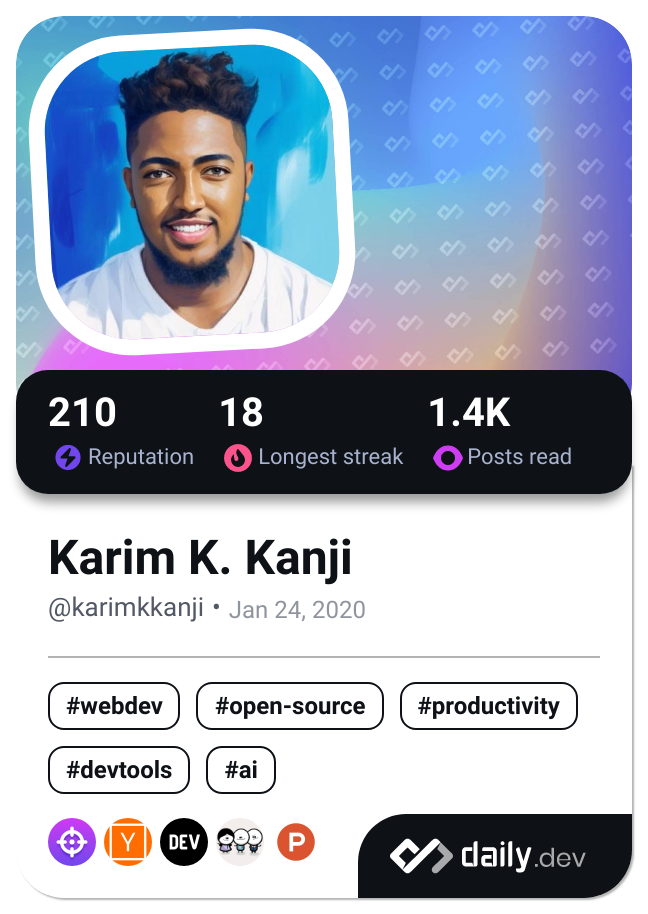 210 18 1.4K
Reputation Longest streak Posts read
Karim K. Kanji
@karimkkanji • Jan 24, 2020
#webdev #open-source #productivity
#devtools #ai
Y DEV P
daily.dev